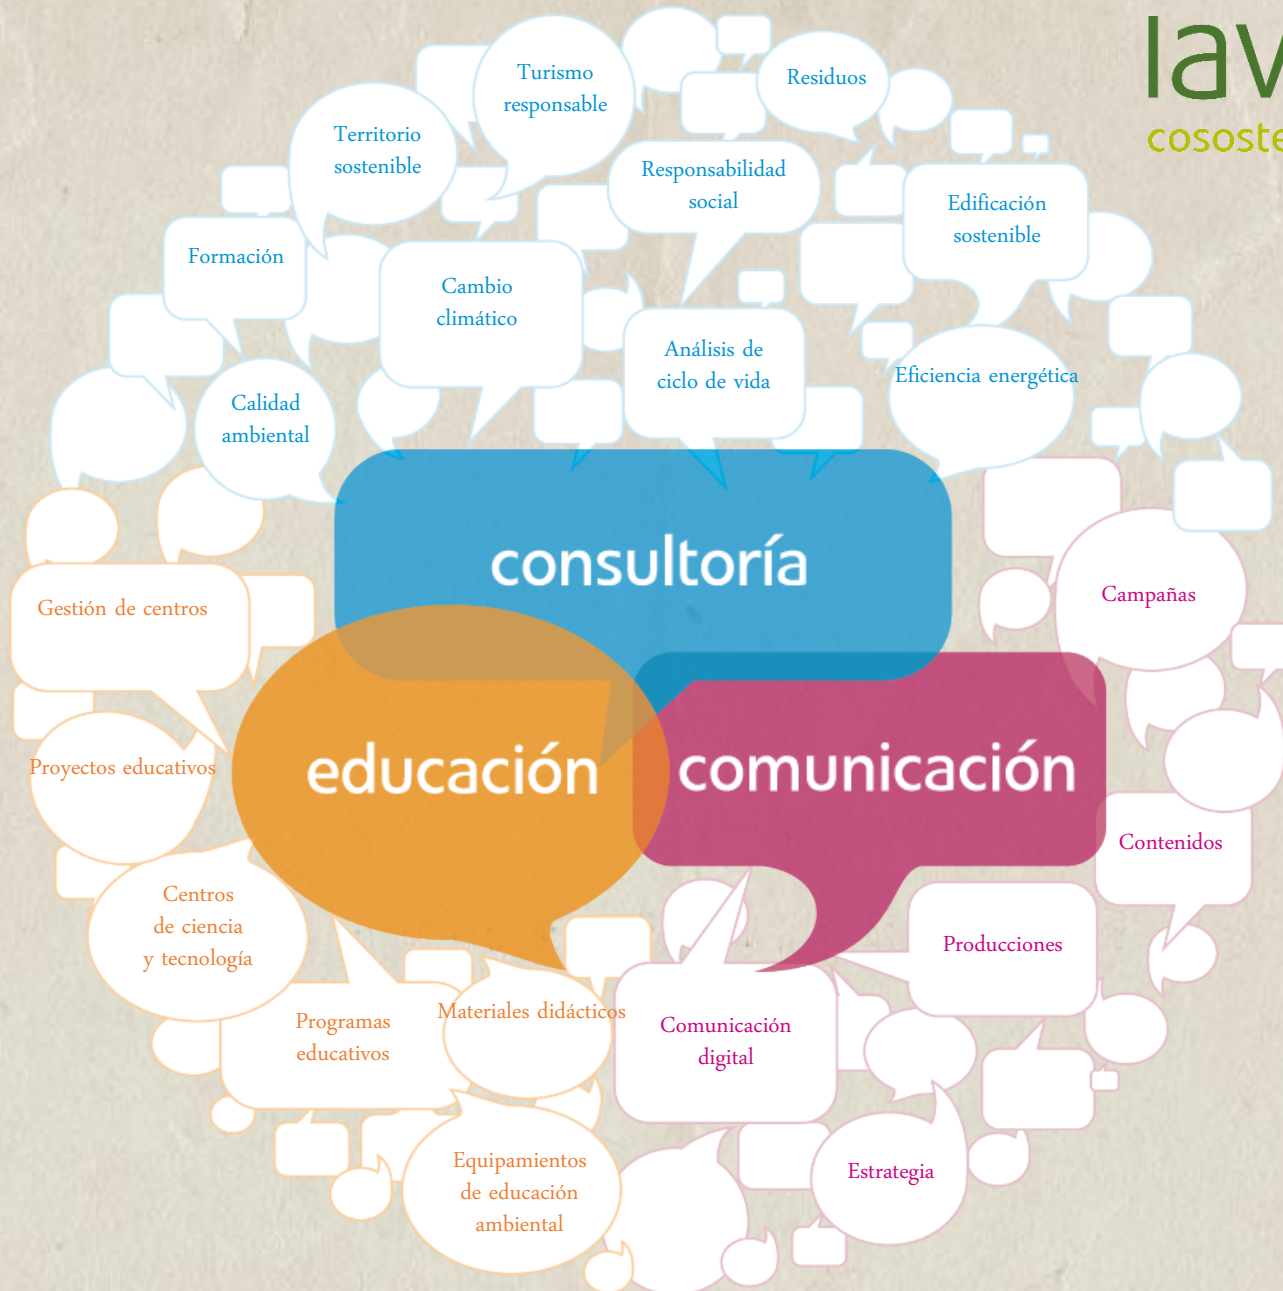 Turismo
responsable
Residuos
Territorio
sostenible
Responsabilidad
social
Edificación
sostenible
Formación
Cambio
climático
Análisis de
ciclo de vida
Eficiencia energética
Calidad
ambiental
consultoría
Gestión de centros
Campañas
Proyectos educativos
educación
comunicación
Contenidos
Centros
de ciencia
y tecnología
Producciones
Programas
educativos
Materiales didácticos
Comunicación
digital
Equipamientos
de educación
ambiental
Estrategia